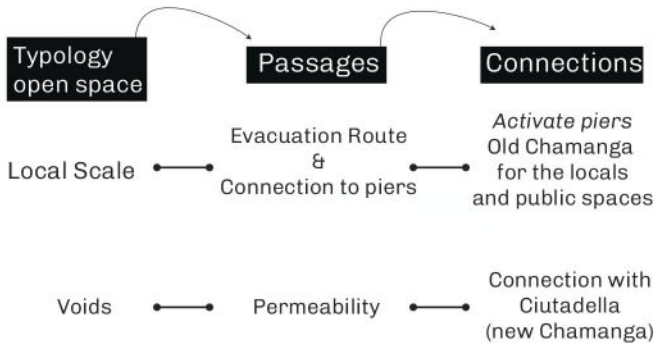 Typology
open space
Passages
Connections
Local Scale
Evacuation Route
&
Connection to piers
Activate piers
Old Chamanga
for the locals
and public spaces
Voids
Permeability
Connection with
Ciutadella
(new Chamanga)